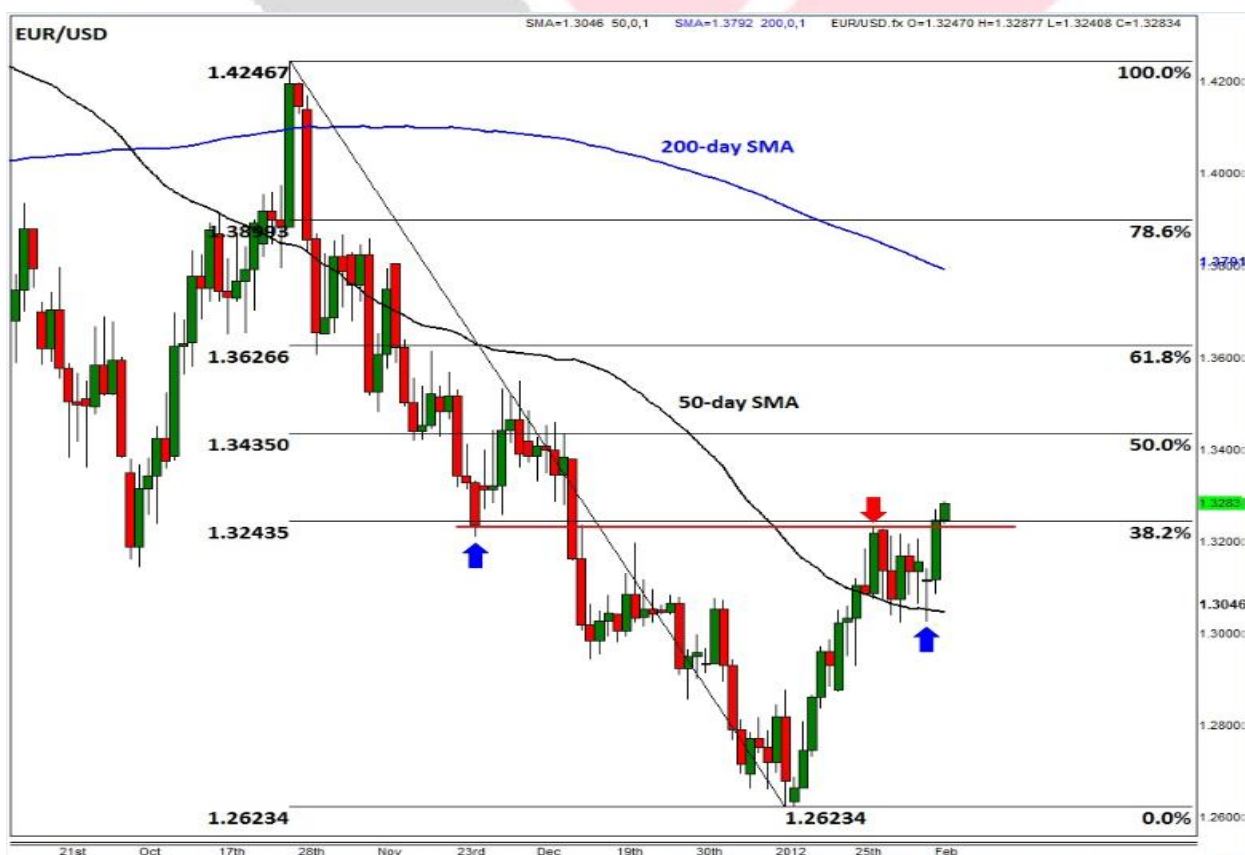 SMA=1.3046 50,0,1 SMA=1.3792 200,0,1 EUR/USD.fx O=1.32470 H=1.32877 L=1.32408 C=1.32834
EUR/USD
1.42467 100.0%
1.4200
200-day SMA
1.4000
1.38993 78.6%
1.3791
1.36266 61.8%
1.3600
50-day SMA
1.34350 50.0%
1.3400
1.3283
1.32435 38.2%
1.3200
1.3046
1.3000
1.2800
1.26234 1.26234 0.0%
1.2600
21st Oct 17th 28th Nov 23rd Dec 19th 30th 2012 25th Feb